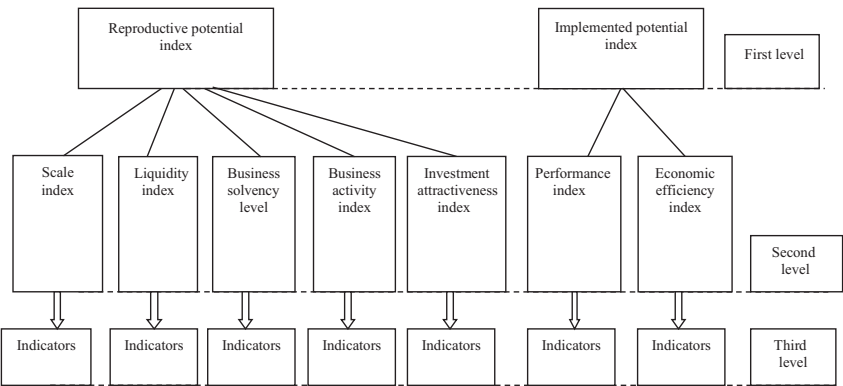 Reproductive potential
index
Implemented potential
index
First level
Scale
index
Liquidity
index
Business
solvency
level
Business
activity
index
Investment
attractiveness
index
Performance
index
Economic
efficiency
index
Second
level
Indicators
Indicators
Indicators
Indicators
Indicators
Indicators
Indicators
Third
level